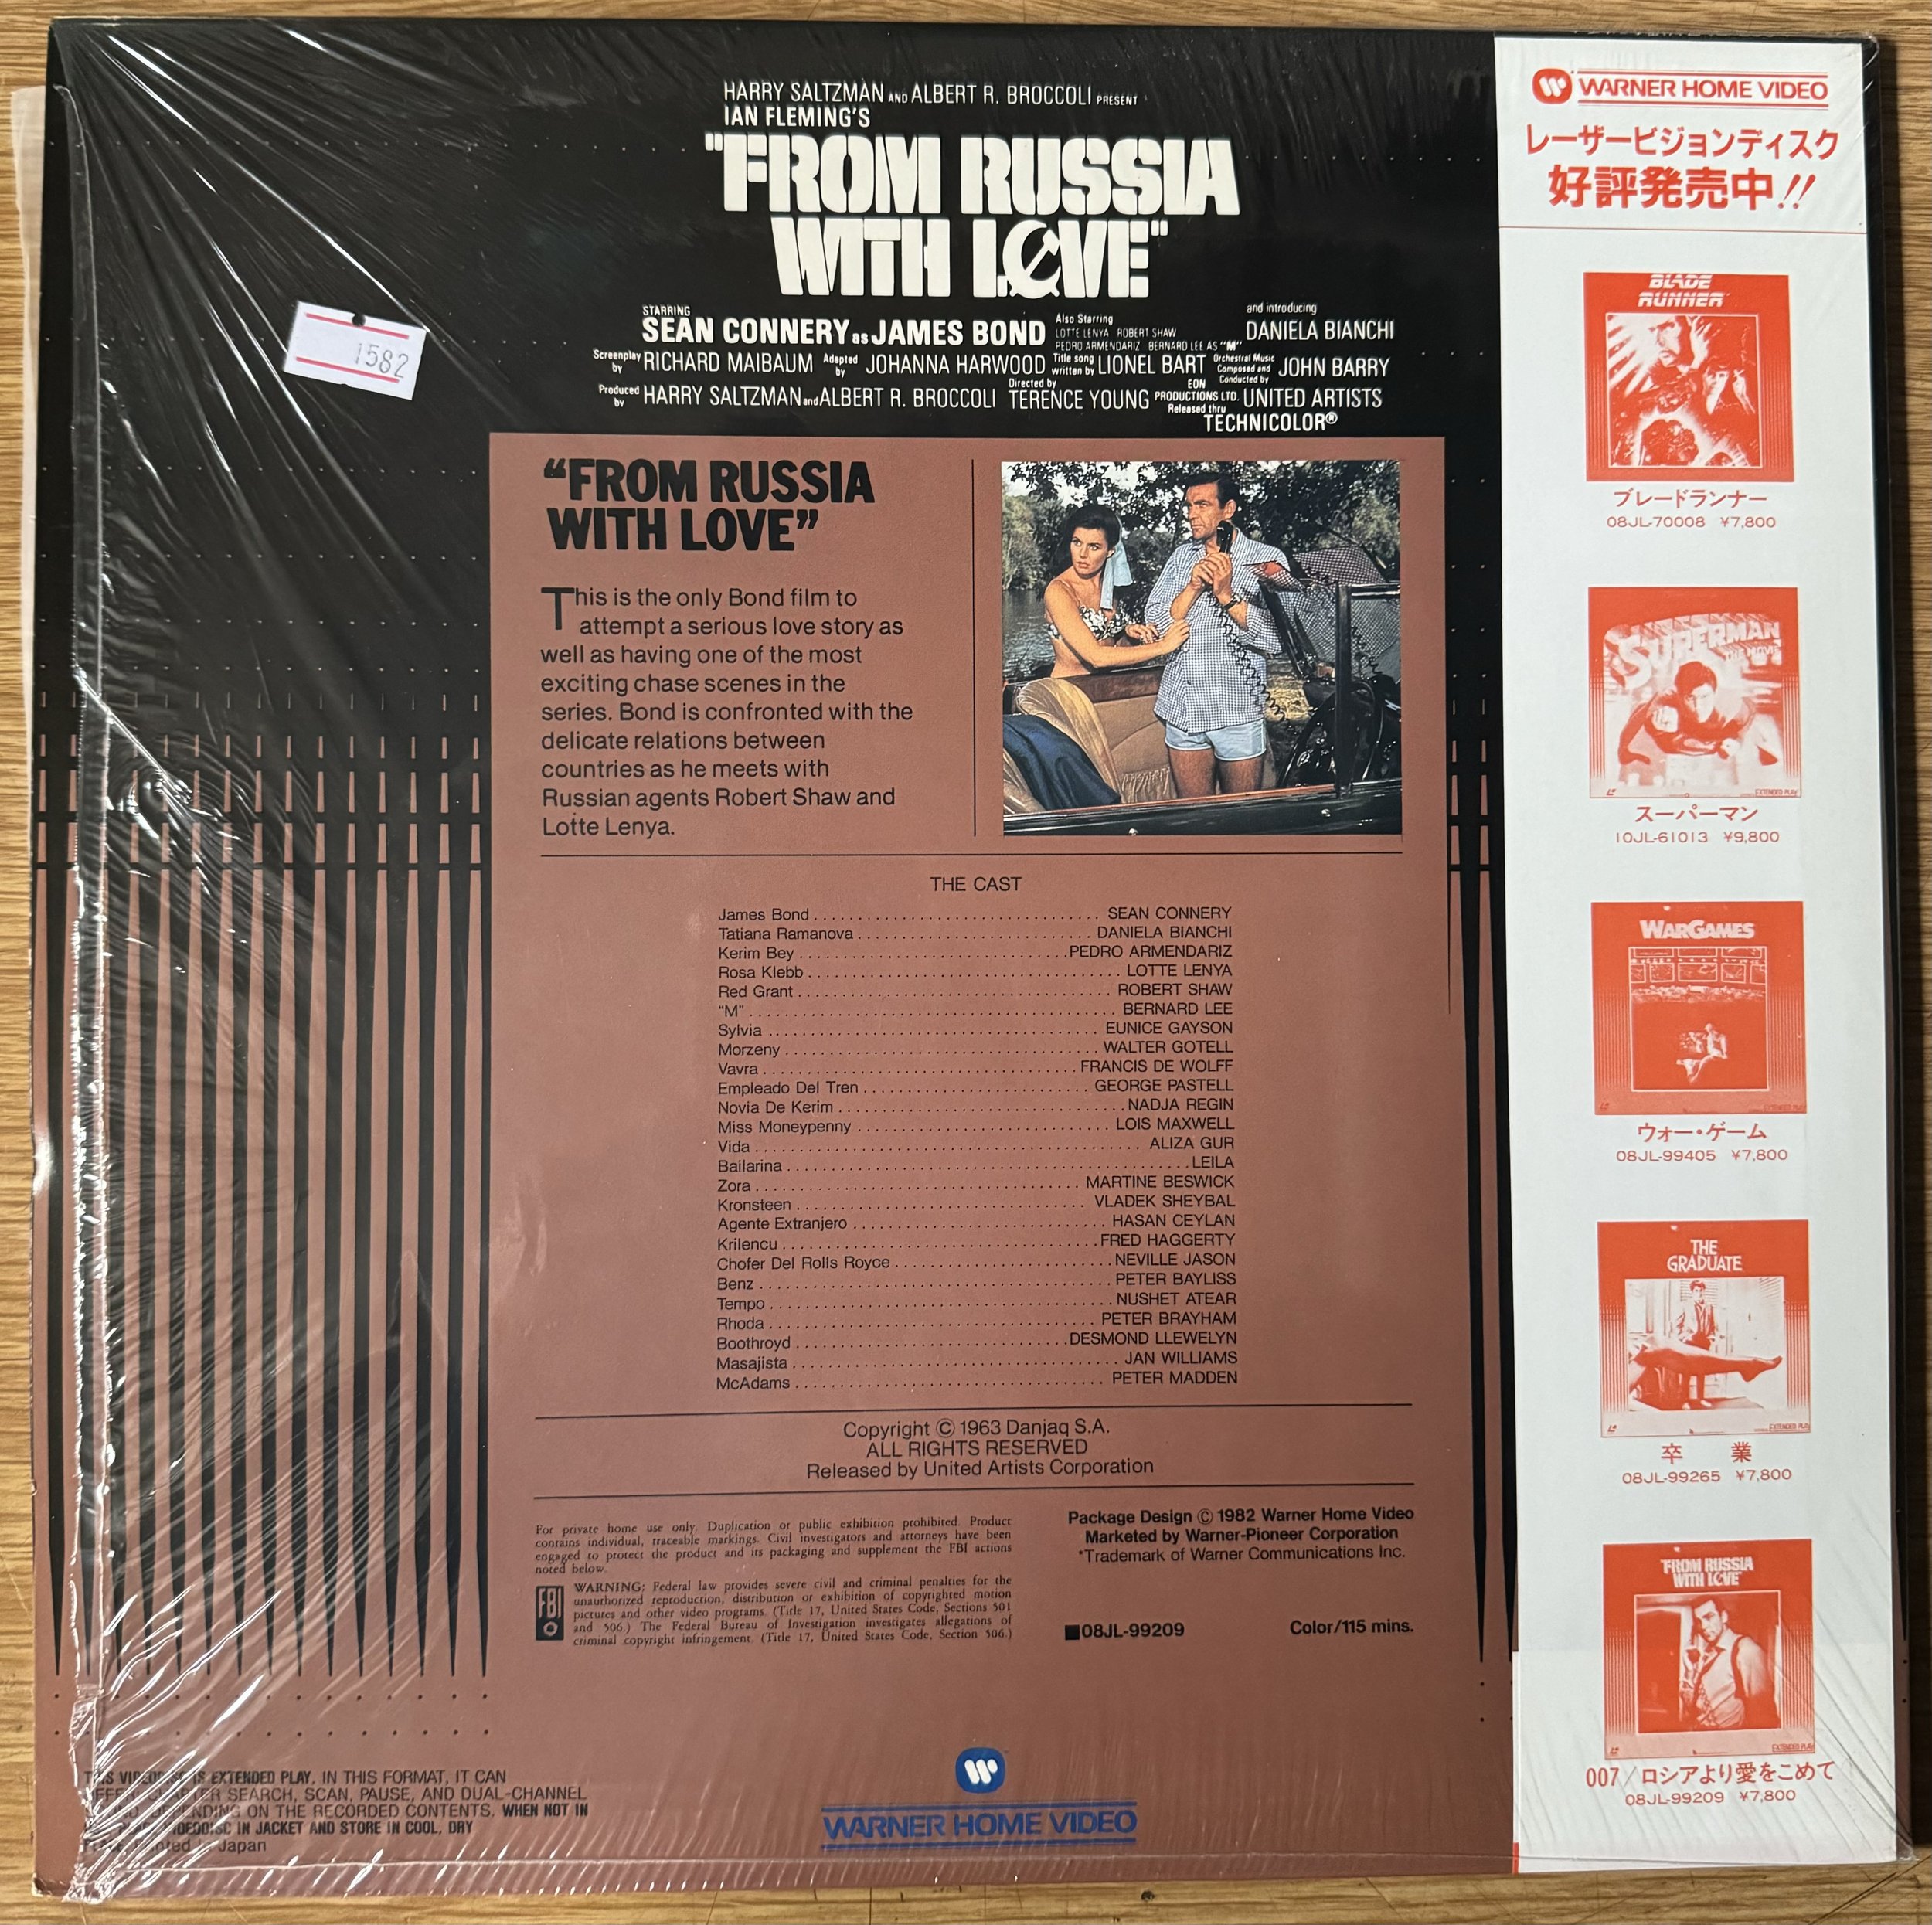 HARRY SALTZMAN AND ALBERT R. BROCCOLI PRESENT
IAN FLEMING'S
"FROM RUSSIA
WITH LOVE"
STARRING
SEAN CONNERY as JAMES BOND
Also Starring
LOTTE LENYA ROBERT SHAW
PEDRO ARMENDARIZ BERNARD LEE AS "M"
and introducing
DANIELA BIANCHI
Screenplay by RICHARD MAIBAUM Adapted by JOHANNA HARWOOD Title song written by LIONEL BART Orchestral Music Composed and Conducted by JOHN BARRY
Produced by HARRY SALTZMAN and ALBERT R. BROCCOLI Directed by TERENCE YOUNG EON PRODUCTIONS LTD. Released thru UNITED ARTISTS
TECHNICOLOR®
1582
"FROM RUSSIA
WITH LOVE"
This is the only Bond film to
attempt a serious love story as
well as having one of the most
exciting chase scenes in the
series. Bond is confronted with the
delicate relations between
countries as he meets with
Russian agents Robert Shaw and
Lotte Lenya.
THE CAST
James Bond SEAN CONNERY
Tatiana Ramanova DANIELA BIANCHI
Kerim Bey PEDRO ARMENDARIZ
Rosa Klebb LOTTE LENYA
Red Grant ROBERT SHAW
"M" BERNARD LEE
Sylvia EUNICE GAYSON
Morzeny WALTER GOTELL
Vavra FRANCIS DE WOLFF
Empleado Del Tren GEORGE PASTELL
Novia De Kerim NADJA REGIN
Miss Moneypenny LOIS MAXWELL
Vida ALIZA GUR
Bailarina LEILA
Zora MARTINE BESWICK
Kronsteen VLADEK SHEYBAL
Agente Extranjero HASAN CEYLAN
Krilencu FRED HAGGERTY
Chofer Del Rolls Royce NEVILLE JASON
Benz PETER BAYLISS
Tempo NUSHET ATEAR
Rhoda PETER BRAYHAM
Boothroyd DESMOND LLEWELYN
Masajista JAN WILLIAMS
McAdams PETER MADDEN
Copyright © 1963 Danjaq S.A.
ALL RIGHTS RESERVED
Released by United Artists Corporation
For private home use only. Duplication or public exhibition prohibited. Product
contains individual, traceable markings. Civil investigators and attorneys have been
engaged to protect the product and its packaging and supplement the FBI actions
noted below.
FBI
WARNING: Federal law provides severe civil and criminal penalties for the
unauthorized reproduction, distribution or exhibition of copyrighted motion
pictures and other video programs. (Title 17, United States Code, Sections 501
and 506.) The Federal Bureau of Investigation investigates allegations of
criminal copyright infringement. (Title 17, United States Code, Section 506.)
Package Design © 1982 Warner Home Video
Marketed by Warner-Pioneer Corporation
*Trademark of Warner Communications Inc.
■08JL-99209 Color/115 mins.
THIS VIDEODISC IS EXTENDED PLAY. IN THIS FORMAT, IT CAN
OFFER CHAPTER SEARCH, SCAN, PAUSE, AND DUAL-CHANNEL
DEPENDING ON THE RECORDED CONTENTS. WHEN NOT IN
VIDEODISC IN JACKET AND STORE IN COOL, DRY
Printed in Japan
WARNER HOME VIDEO
WARNER HOME VIDEO
レーザービジョンディスク
好評発売中!!
BLADE
RUNNER
ブレードランナー
08JL-70008 ¥7,800
SUPERMAN
THE MOVIE
EXTENDED PLAY
スーパーマン
10JL-61013 ¥9,800
WARGAMES
EXTENDED PLAY
ウォー・ゲーム
08JL-99405 ¥7,800
THE
GRADUATE
EXTENDED PLAY
卒 業
08JL-99265 ¥7,800
"FROM RUSSIA
WITH LOVE"
EXTENDED PLAY
007/ロシアより愛をこめて
08JL-99209 ¥7,800